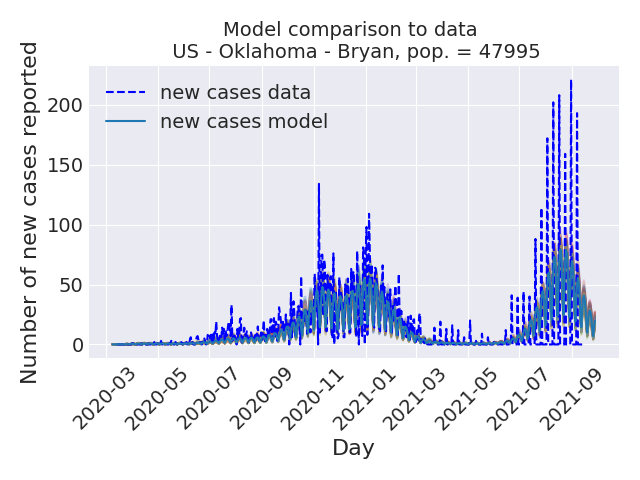 Model comparison to data
US - Oklahoma - Bryan, pop. = 47995
Number of new cases reported
new cases data
new cases model
200
150
100
50
0
2020-03
2020-05
2020-07
2020-09
2020-11
2021-01
2021-03
2021-05
2021-07
2021-09
Day